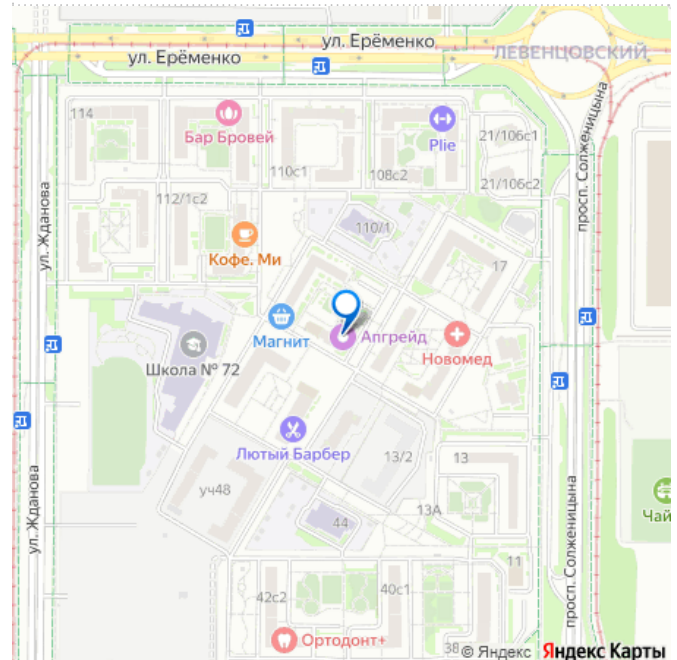 ул. Ерёменко
ул. Ерёменко
ЛЕВЕНЦОВСКИЙ
114
Бар Бровей
Plie
21/106с1
110с1
108с2
21/106с2
112/1с2
110/1
просп. Солженицына
ул. Жданова
Кофе. Ми
17
Магнит
Апгрейд
Новомед
Школа № 72
Лютый Барбер
13/2
13
уч48
13А
Чай
44
ул. Жданова
просп. Солженицына
11
42с2
40с1
Ортодонт+
38
© Яндекс Яндекс Карты